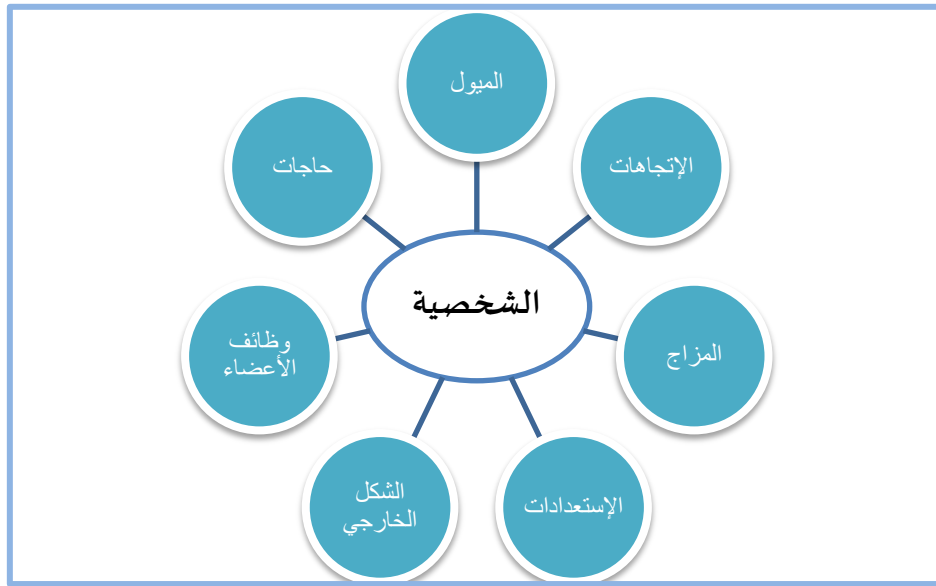 الميول
الإتجاهات
حاجات
الشخصية
المزاج
وظائف
الأعضاء
الإستعدادات
الشكل
الخارجي